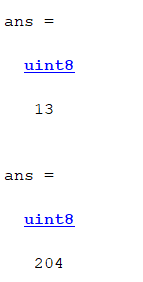 ans =
uint8
13
ans =
uint8
204